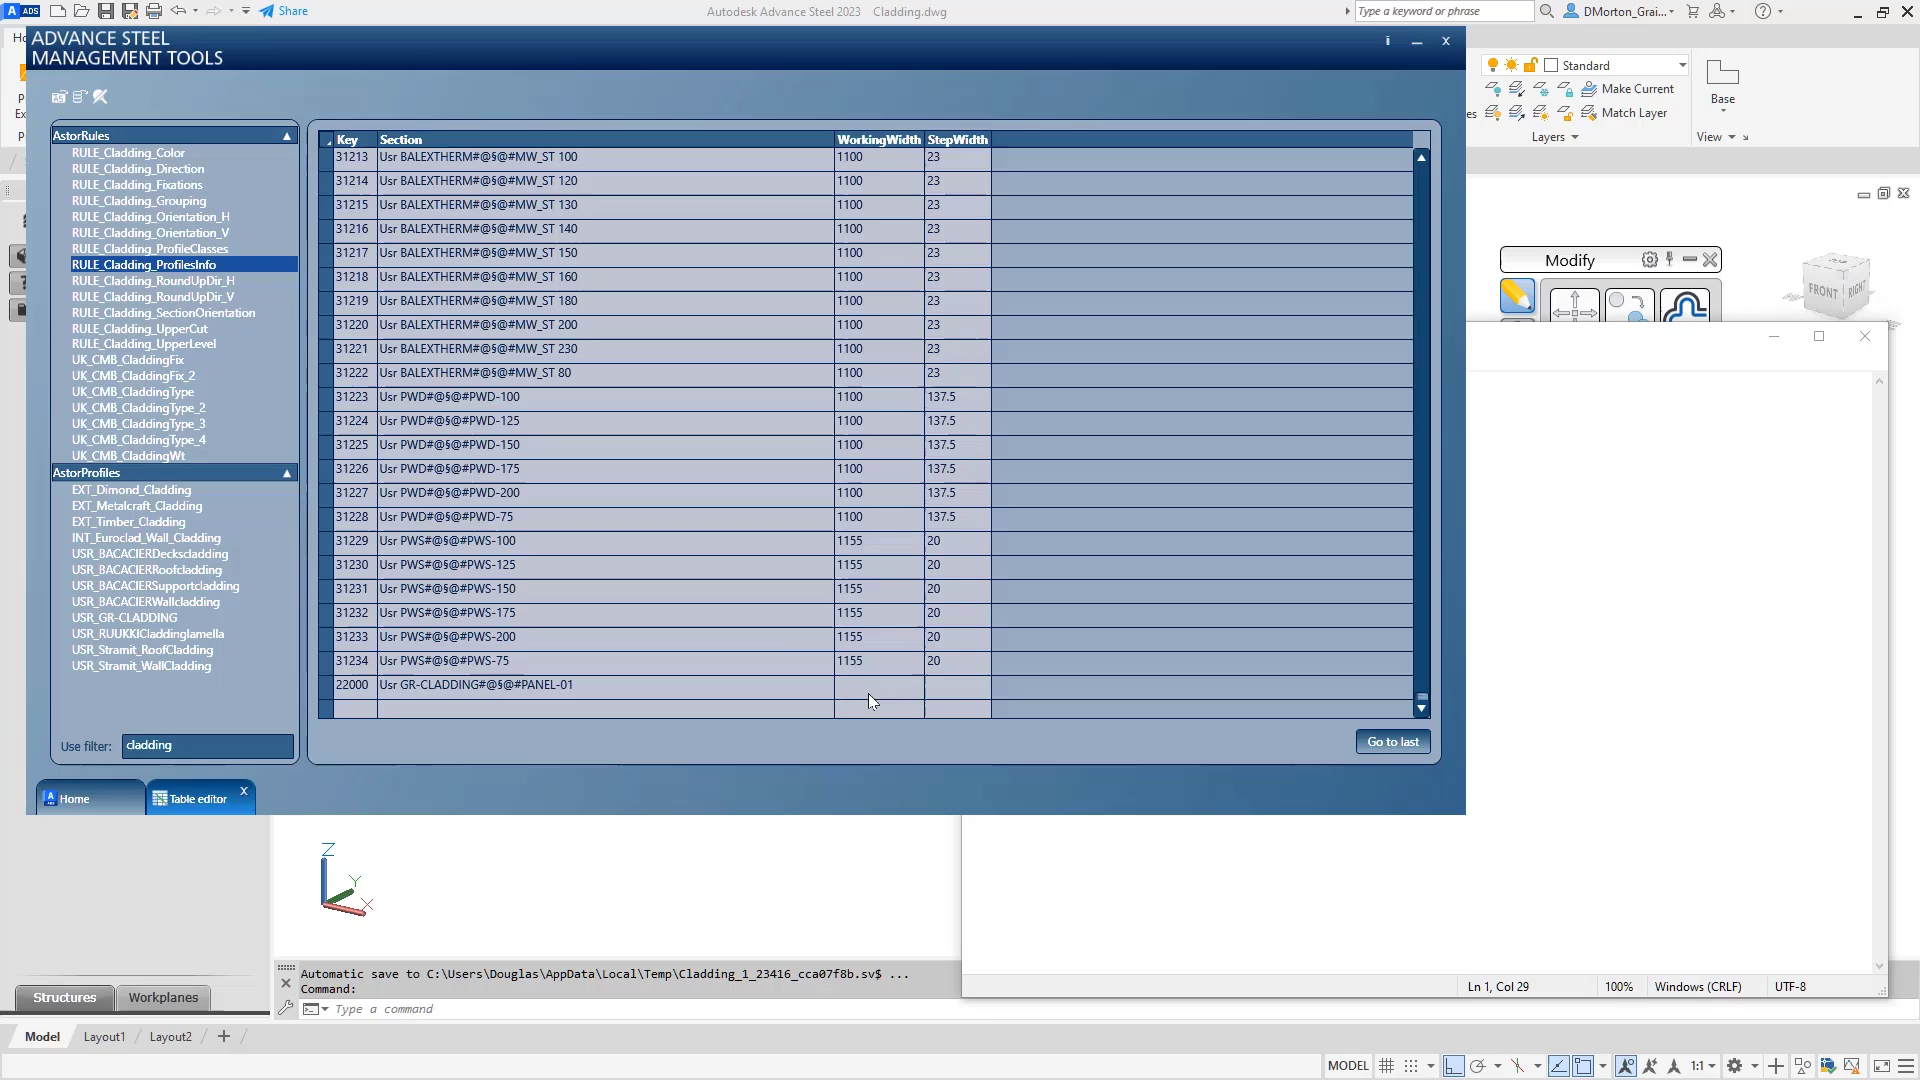 A ADS
Share
Autodesk Advance Steel 2023 Cladding.dwg
Type a keyword or phrase
DMorton_Grai...
ADVANCE STEEL
MANAGEMENT TOOLS
Standard
Make Current
Match Layer
Base
Layers
View
AstorRules
RULE_Cladding_Color
RULE_Cladding_Direction
RULE_Cladding_Fixations
RULE_Cladding_Grouping
RULE_Cladding_Orientation_H
RULE_Cladding_Orientation_V
RULE_Cladding_ProfileClasses
RULE_Cladding_ProfilesInfo
RULE_Cladding_RoundUpDir_H
RULE_Cladding_RoundUpDir_V
RULE_Cladding_SectionOrientation
RULE_Cladding_UpperCut
RULE_Cladding_UpperLevel
UK_CMB_CladdingFix
UK_CMB_CladdingFix_2
UK_CMB_CladdingType
UK_CMB_CladdingType_2
UK_CMB_CladdingType_3
UK_CMB_CladdingType_4
UK_CMB_CladdingWt
AstorProfiles
EXT_Dimond_Cladding
EXT_Metalcraft_Cladding
EXT_Timber_Cladding
INT_Euroclad_Wall_Cladding
USR_BACACIERDeckscladding
USR_BACACIERRoofcladding
USR_BACACIERSupportcladding
USR_BACACIERWallcladding
USR_GR-CLADDING
USR_RUUKKICladdinglamella
USR_Stramit_RoofCladding
USR_Stramit_WallCladding
Use filter: cladding
Key Section WorkingWidth StepWidth
31213 Usr BALEXTHERM#@§@#MW_ST 100 1100 23
31214 Usr BALEXTHERM#@§@#MW_ST 120 1100 23
31215 Usr BALEXTHERM#@§@#MW_ST 130 1100 23
31216 Usr BALEXTHERM#@§@#MW_ST 140 1100 23
31217 Usr BALEXTHERM#@§@#MW_ST 150 1100 23
31218 Usr BALEXTHERM#@§@#MW_ST 160 1100 23
31219 Usr BALEXTHERM#@§@#MW_ST 180 1100 23
31220 Usr BALEXTHERM#@§@#MW_ST 200 1100 23
31221 Usr BALEXTHERM#@§@#MW_ST 230 1100 23
31222 Usr BALEXTHERM#@§@#MW_ST 80 1100 23
31223 Usr PWD#@§@#PWD-100 1100 137.5
31224 Usr PWD#@§@#PWD-125 1100 137.5
31225 Usr PWD#@§@#PWD-150 1100 137.5
31226 Usr PWD#@§@#PWD-175 1100 137.5
31227 Usr PWD#@§@#PWD-200 1100 137.5
31228 Usr PWD#@§@#PWD-75 1100 137.5
31229 Usr PWS#@§@#PWS-100 1155 20
31230 Usr PWS#@§@#PWS-125 1155 20
31231 Usr PWS#@§@#PWS-150 1155 20
31232 Usr PWS#@§@#PWS-175 1155 20
31233 Usr PWS#@§@#PWS-200 1155 20
31234 Usr PWS#@§@#PWS-75 1155 20
22000 Usr GR-CLADDING#@§@#PANEL-01
Go to last
Home
Table editor
Modify
FRONT RIGHT
Z
Y
X
Automatic save to C:\Users\Douglas\AppData\Local\Temp\Cladding_1_23416_cca07f8b.sv$ ...
Command:
Type a command
Ln 1, Col 29 100% Windows (CRLF) UTF-8
Structures Workplanes
Model Layout1 Layout2
MODEL 1:1